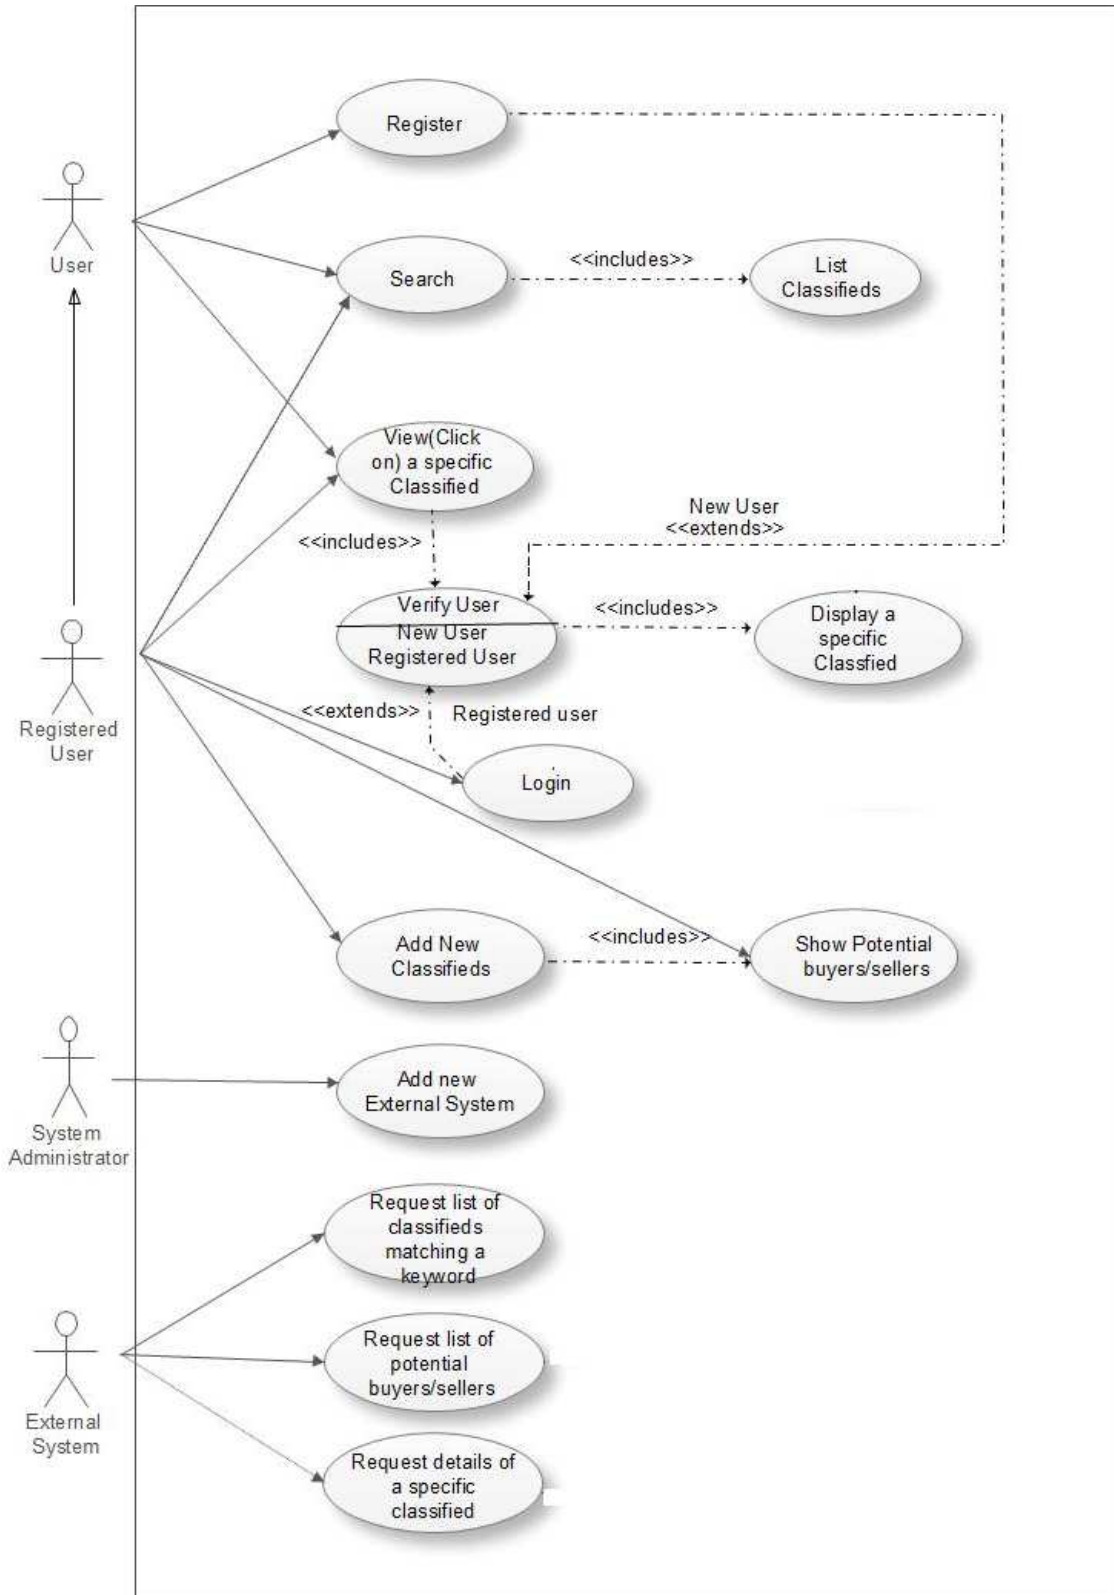 Register
User
Search
<<includes>>
List
Classifieds
View(Click
on) a specific
Classified
<<includes>>
New User
<<extends>>
Verify User
New User
Registered User
<<includes>>
Display a
specific
Classfied
Registered
User
<<extends>>
Registered user
Login
Add New
Classifieds
<<includes>>
Show Potential
buyers/sellers
System
Administrator
Add new
External System
Request list of
classifieds
matching a
keyword
External
System
Request list of
potential
buyers/sellers
Request details of
a specific
classified